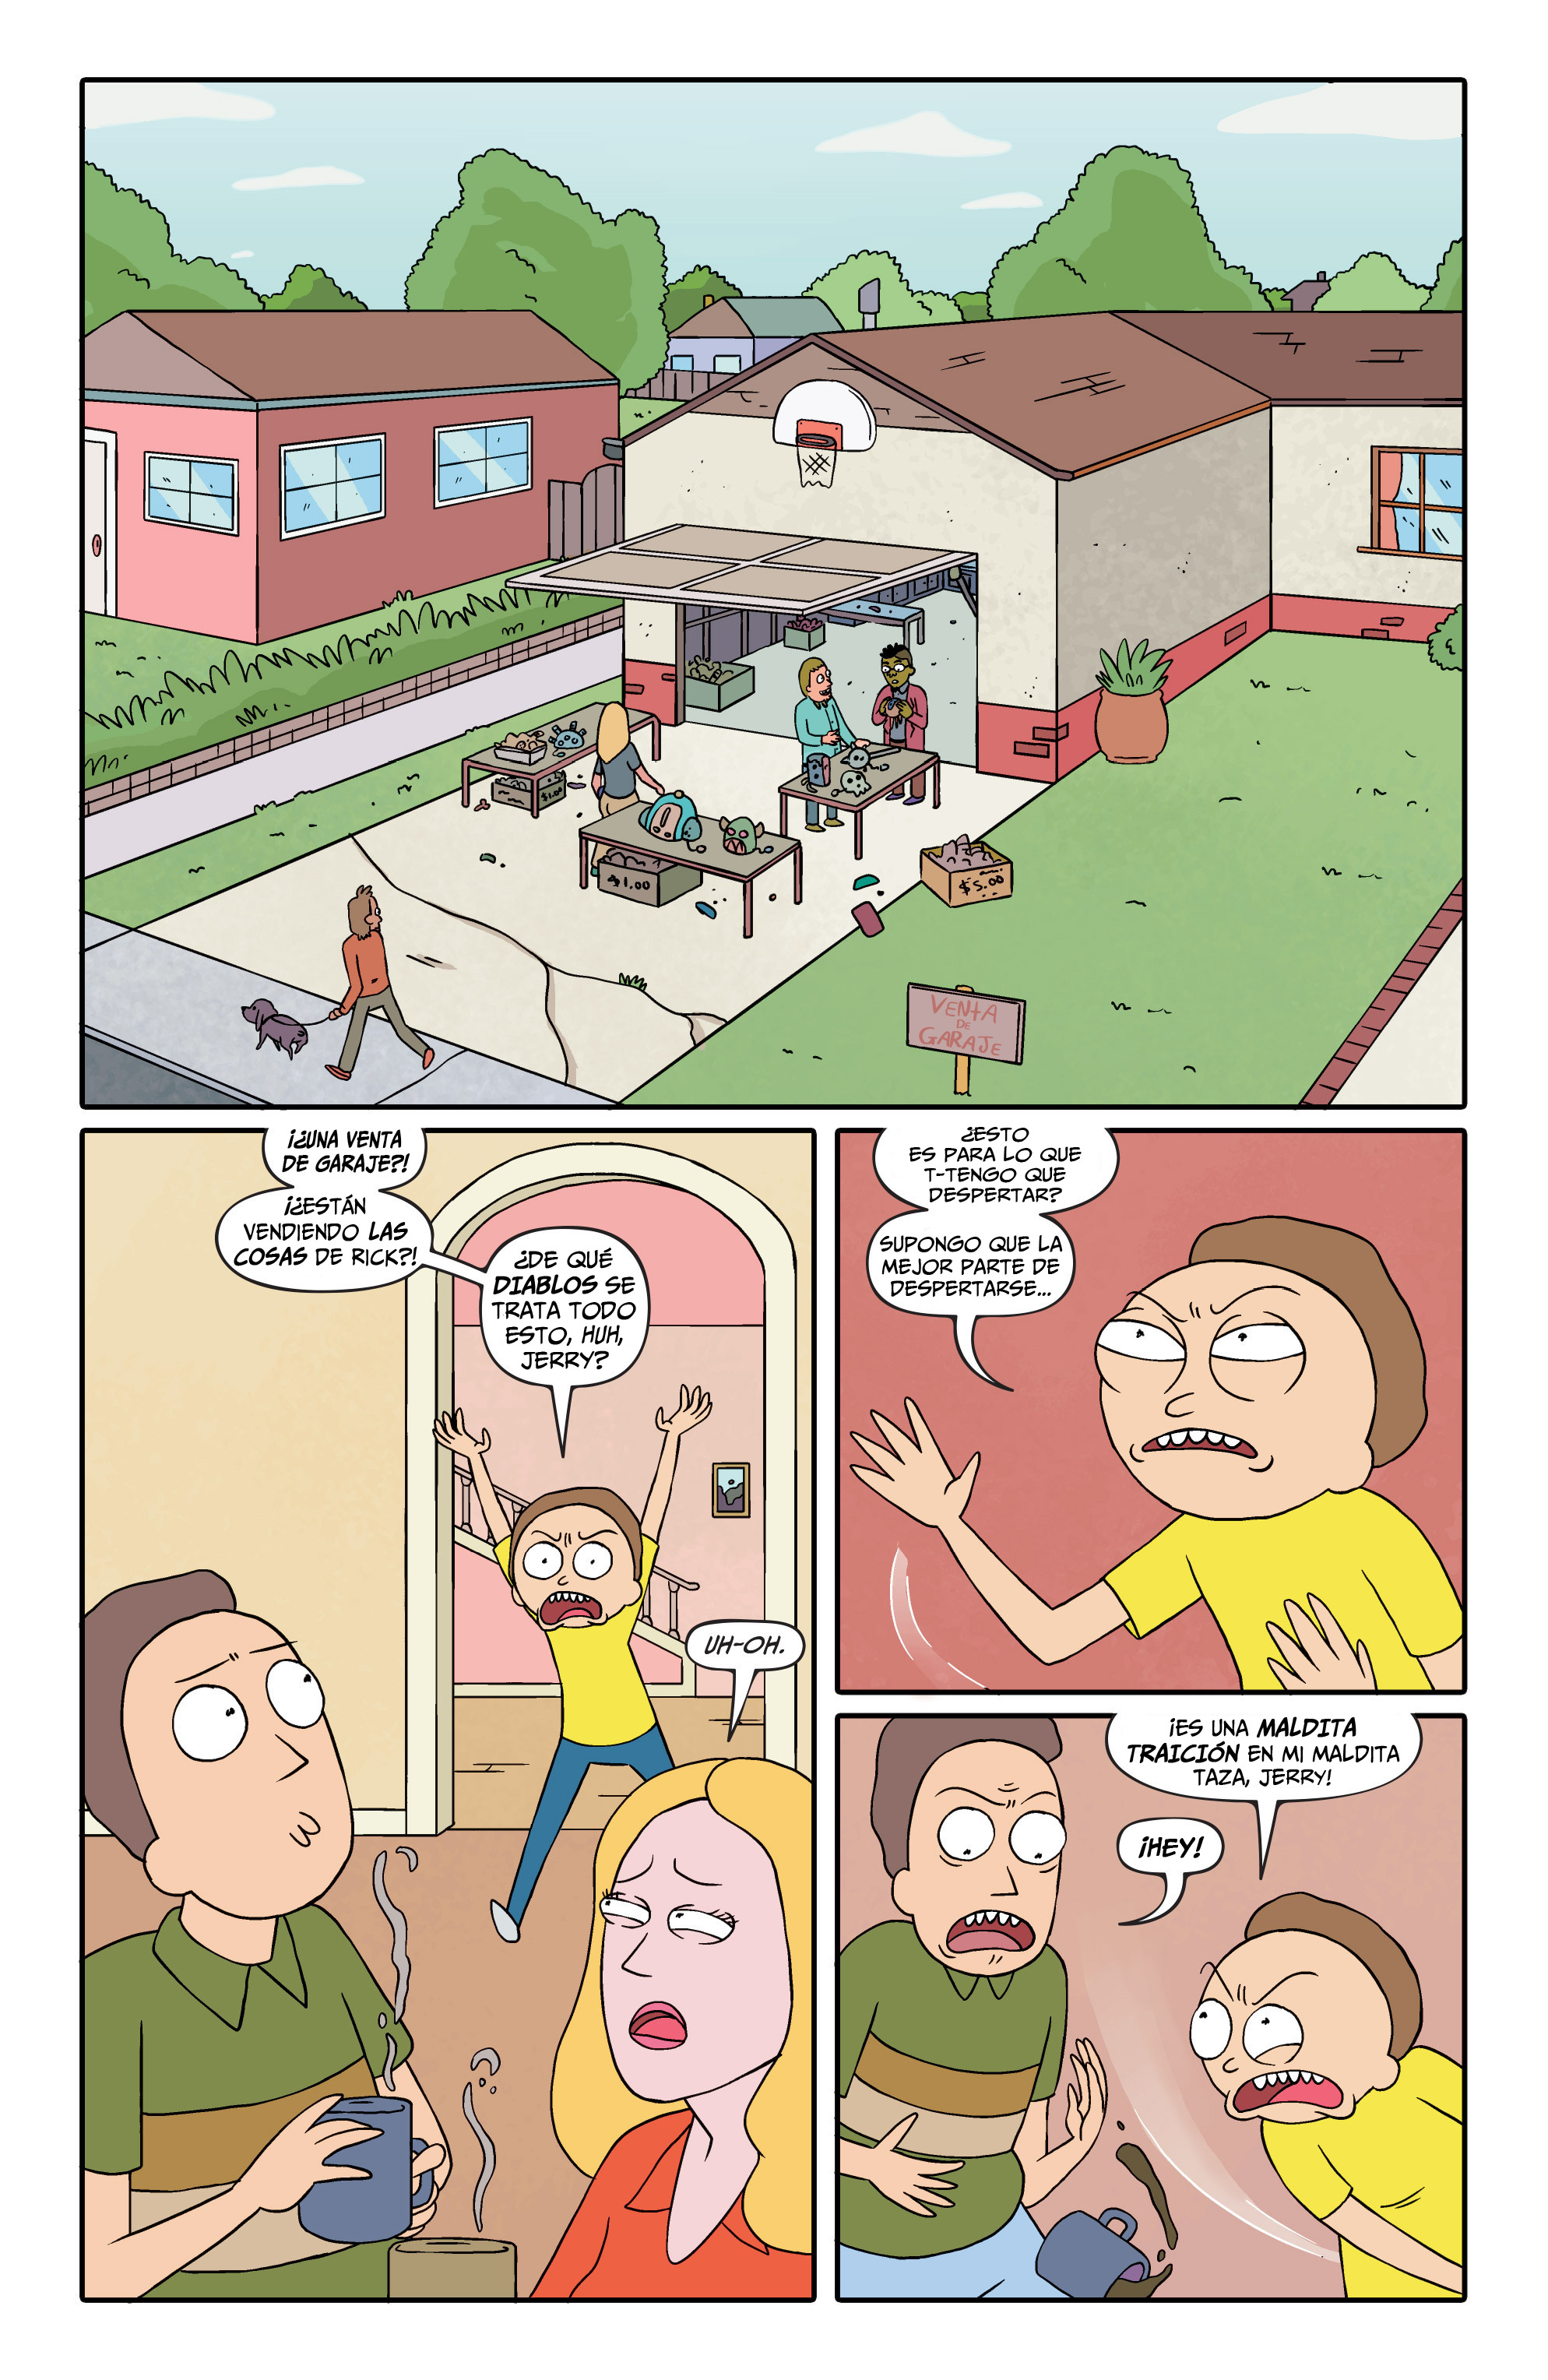 $1.00
$1.00
$5.00
VENTA
DE
GARAJE
¡¿UNA VENTA
DE GARAJE?!
¡¿ESTÁN
VENDIENDO LAS
COSAS DE RICK?!
¿DE QUÉ
DIABLOS SE
TRATA TODO
ESTO, HUH,
JERRY?
UH-OH.
¿ESTO
ES PARA LO QUE
T-TENGO QUE
DESPERTAR?
SUPONGO QUE LA
MEJOR PARTE DE
DESPERTARSE...
¡ES UNA MALDITA
TRAICIÓN EN MI MALDITA
TAZA, JERRY!
¡HEY!